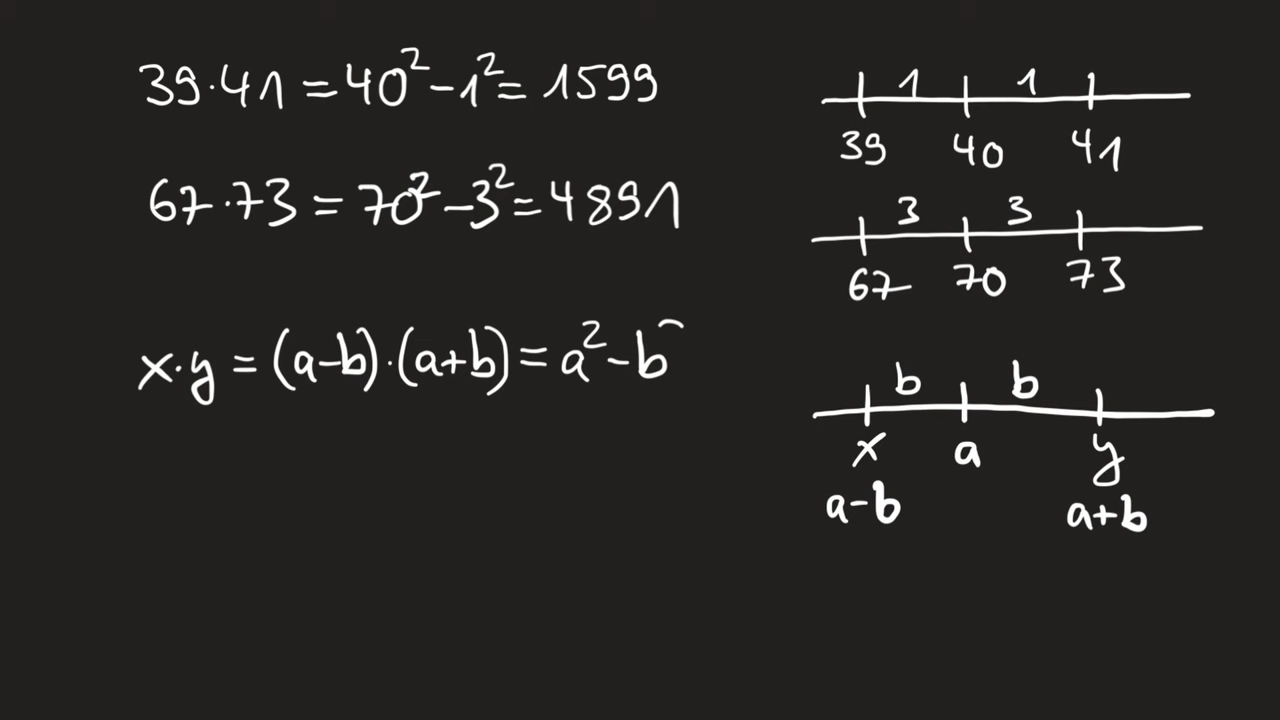 39·41 = 40² - 1² = 1599
67·73 = 70² - 3² = 4891
x·y = (a-b)·(a+b) = a² - b
1 1
39 40 41
3 3
67 70 73
b b
x a y
a-b a+b